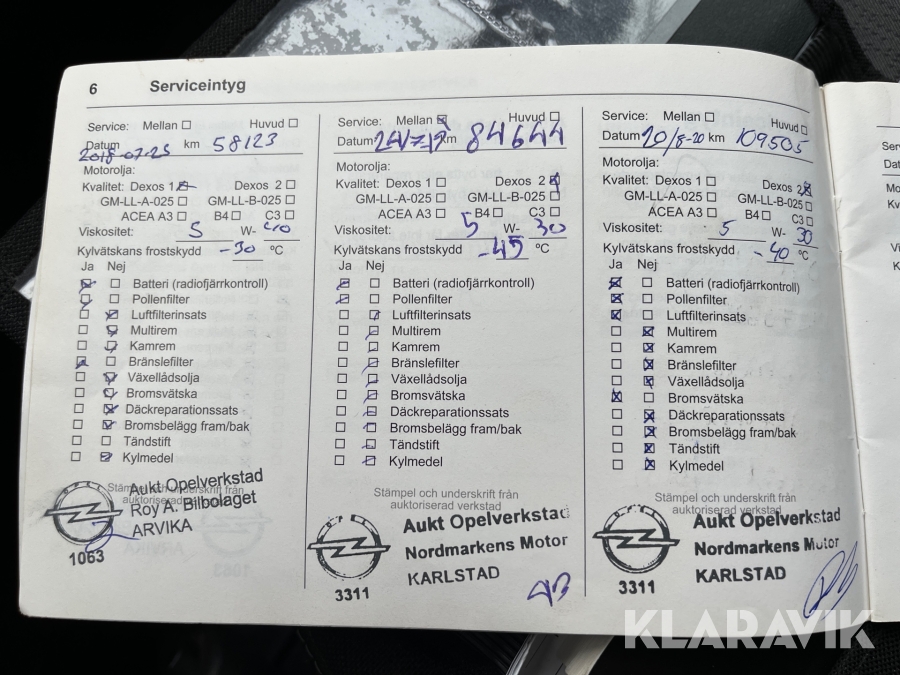 6 Serviceintyg
Service: Mellan ☐ Huvud ☐
Datum 2018-07-25 km 58123
Motorolja:
Kvalitet: Dexos 1 ☒ Dexos 2 ☐
GM-LL-A-025 ☐ GM-LL-B-025 ☐
ACEA A3 ☐ B4 ☐ C3 ☐
Viskositet: 5 W-
Kylvätskans frostskydd -30 °C
Ja Nej
☒ ☐ Batteri (radiofjärrkontroll)
☒ ☐ Pollenfilter
☐ ☒ Luftfilterinsats
☐ ☒ Multirem
☐ ☒ Kamrem
☒ ☐ Bränslefilter
☐ ☒ Växellådsolja
☐ ☒ Bromsvätska
☐ ☒ Däckreparationssats
☐ ☒ Bromsbelägg fram/bak
☐ ☐ Tändstift
☐ ☒ Kylmedel
Stämpel och underskrift från
auktoriserad verkstad
Aukt Opelverkstad
Roy A. Bilbolaget
ARVIKA
1063
Service: Mellan ☒ Huvud ☐
Datum km 84644
Motorolja:
Kvalitet: Dexos 1 ☐ Dexos 2 ☒
GM-LL-A-025 ☐ GM-LL-B-025 ☐
ACEA A3 ☐ B4 ☐ C3 ☐
Viskositet: 5 W- 30
Kylvätskans frostskydd -45 °C
Ja Nej
☒ ☐ Batteri (radiofjärrkontroll)
☒ ☐ Pollenfilter
☐ ☒ Luftfilterinsats
☐ ☒ Multirem
☐ ☒ Kamrem
☐ ☒ Bränslefilter
☐ ☒ Växellådsolja
☐ ☒ Bromsvätska
☐ ☒ Däckreparationssats
☐ ☒ Bromsbelägg fram/bak
☐ ☒ Tändstift
☐ ☒ Kylmedel
Stämpel och underskrift från
auktoriserad verkstad
Aukt Opelverkstad
Nordmarkens Motor
KARLSTAD
3311
Service: Mellan ☐ Huvud ☐
Datum 20/8-20 km 109505
Motorolja:
Kvalitet: Dexos 1 ☐ Dexos 2 ☒
GM-LL-A-025 ☐ GM-LL-B-025 ☐
ACEA A3 ☐ B4 ☐ C3 ☐
Viskositet: 5 W- 30
Kylvätskans frostskydd -40 °C
Ja Nej
☒ ☐ Batteri (radiofjärrkontroll)
☒ ☐ Pollenfilter
☒ ☐ Luftfilterinsats
☐ ☒ Multirem
☐ ☒ Kamrem
☐ ☒ Bränslefilter
☐ ☒ Växellådsolja
☒ ☐ Bromsvätska
☐ ☒ Däckreparationssats
☐ ☒ Bromsbelägg fram/bak
☐ ☒ Tändstift
☐ ☒ Kylmedel
Stämpel och underskrift från
auktoriserad verkstad
Aukt Opelverkstad
Nordmarkens Motor
KARLSTAD
3311
KLARAVIK